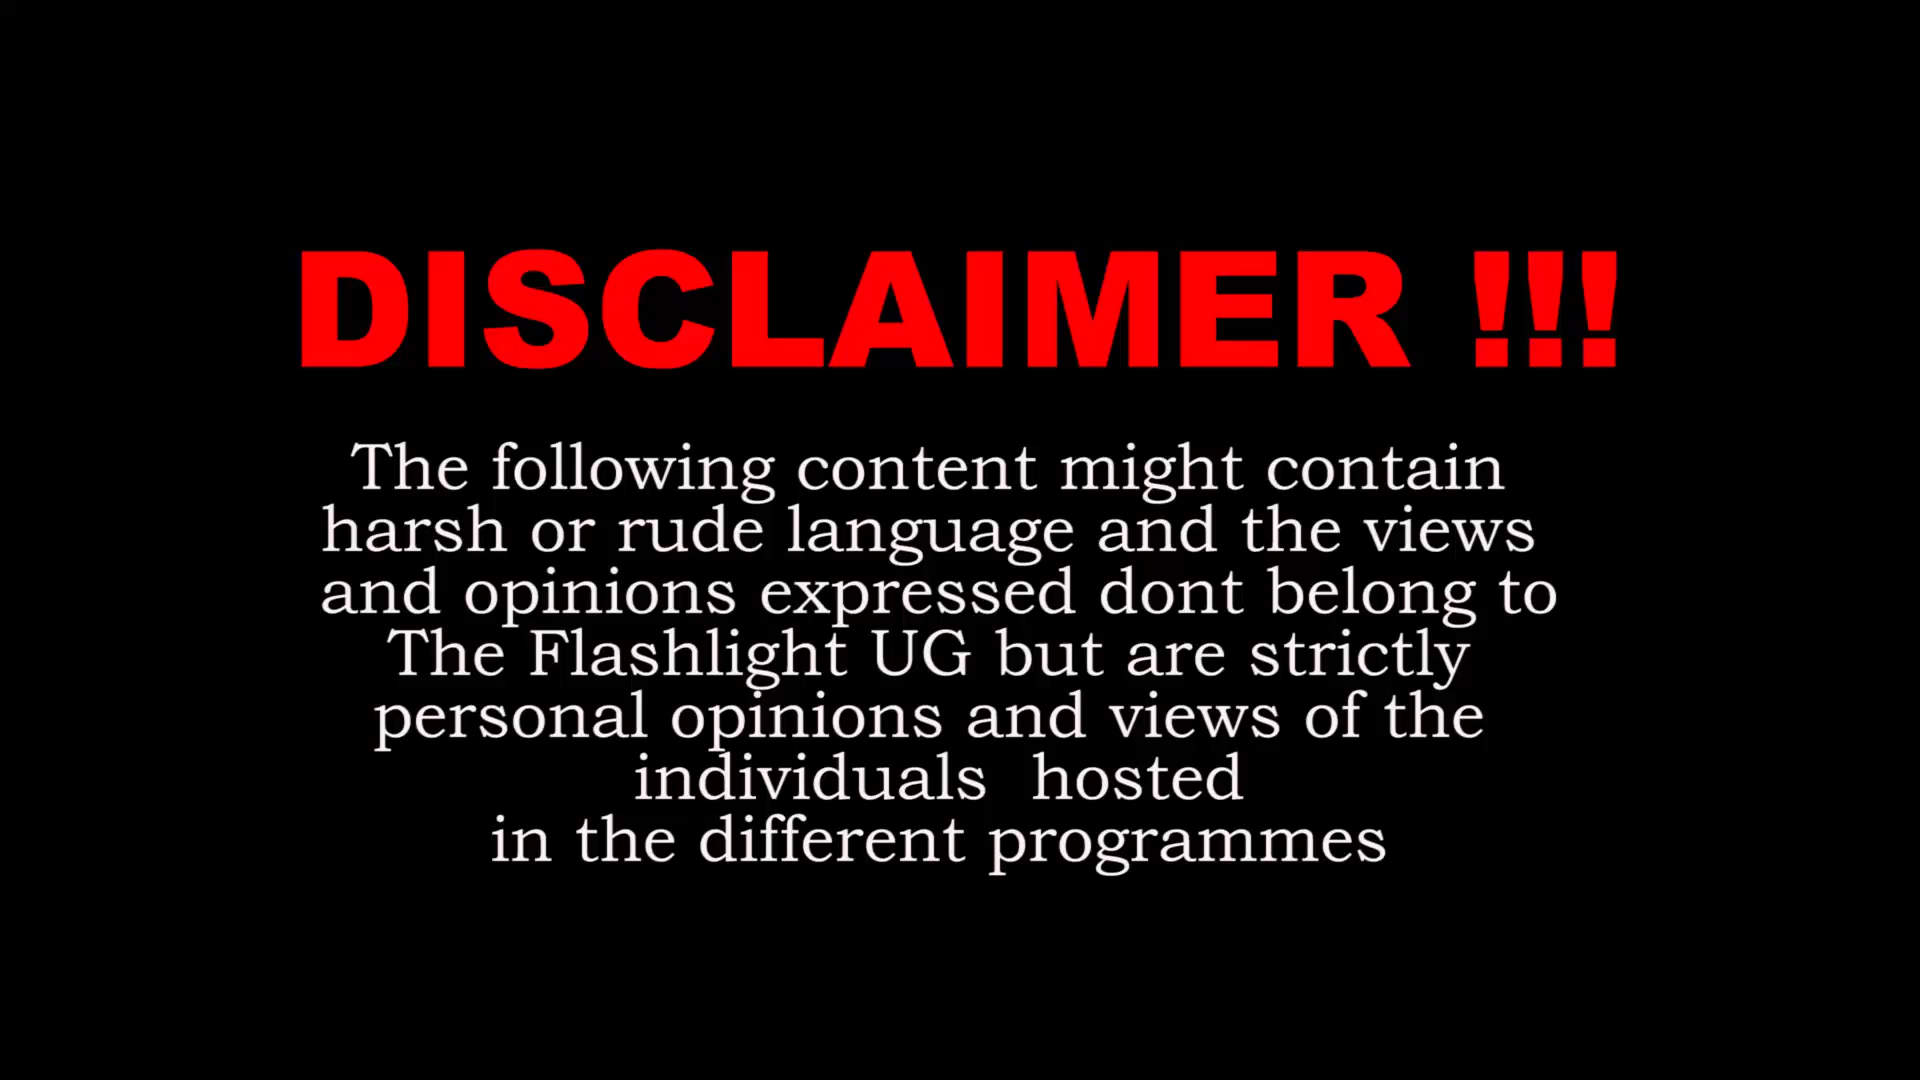 DISCLAIMER !!!
The following content might contain
harsh or rude language and the views
and opinions expressed dont belong to
The Flashlight UG but are strictly
personal opinions and views of the
individuals  hosted
in the different programmes